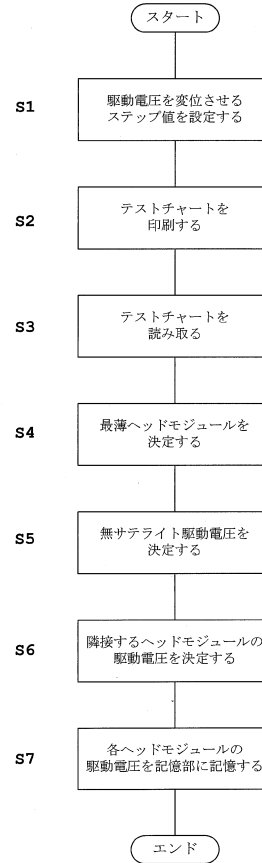 スタート
S1
駆動電圧を変位させる
ステップ値を設定する
S2
テストチャートを
印刷する
S3
テストチャートを
読み取る
S4
最薄ヘッドモジュールを
決定する
S5
無サテライト駆動電圧を
決定する
S6
隣接するヘッドモジュールの
駆動電圧を決定する
S7
各ヘッドモジュールの
駆動電圧を記憶部に記憶する
エンド